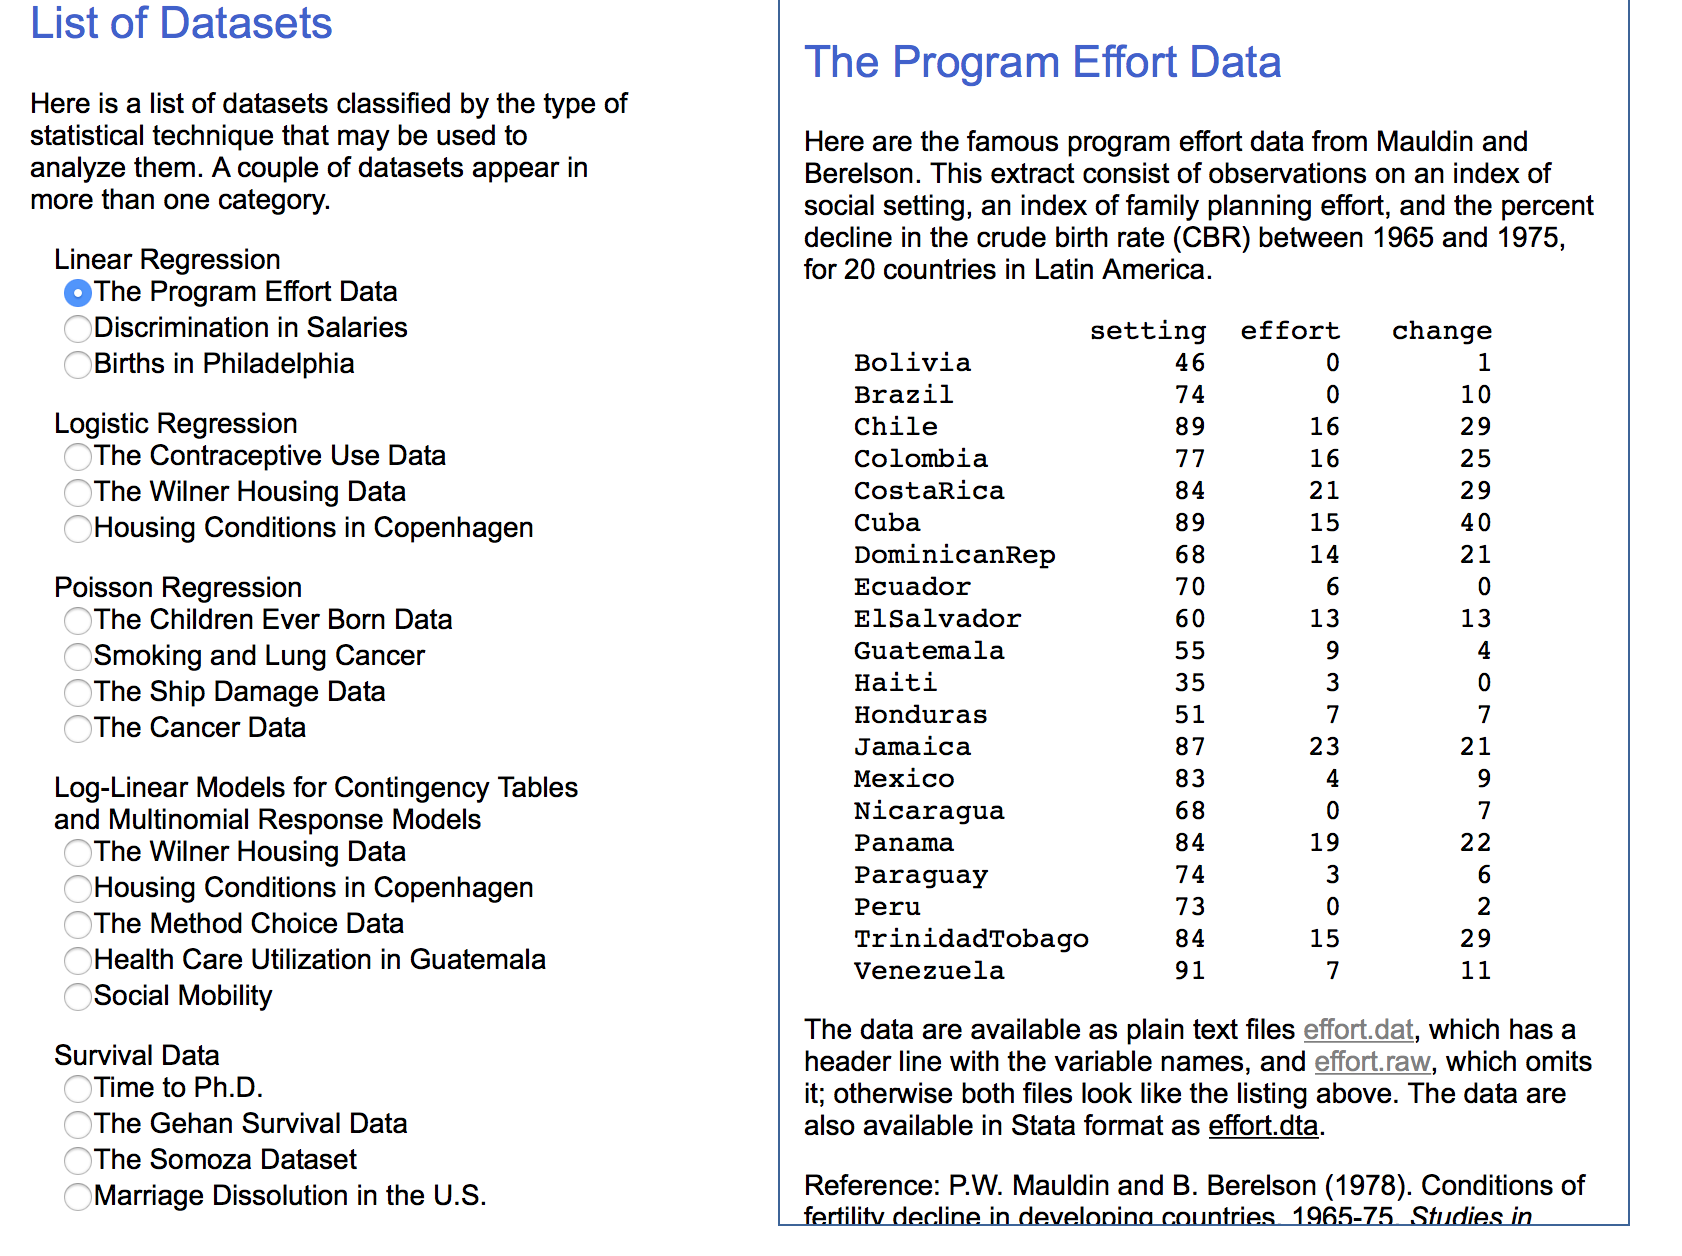 List of Datasets
Here is a list of datasets classified by the type of
statistical technique that may be used to
analyze them. A couple of datasets appear in
more than one category.
Linear Regression
The Program Effort Data
Discrimination in Salaries
Births in Philadelphia
Logistic Regression
The Contraceptive Use Data
The Wilner Housing Data
Housing Conditions in Copenhagen
Poisson Regression
The Children Ever Born Data
Smoking and Lung Cancer
The Ship Damage Data
The Cancer Data
Log-Linear Models for Contingency Tables
and Multinomial Response Models
The Wilner Housing Data
Housing Conditions in Copenhagen
The Method Choice Data
Health Care Utilization in Guatemala
Social Mobility
Survival Data
Time to Ph.D.
The Gehan Survival Data
The Somoza Dataset
Marriage Dissolution in the U.S.
The Program Effort Data
Here are the famous program effort data from Mauldin and
Berelson. This extract consist of observations on an index of
social setting, an index of family planning effort, and the percent
decline in the crude birth rate (CBR) between 1965 and 1975,
for 20 countries in Latin America.
setting effort change
Bolivia 46 0 1
Brazil 74 0 10
Chile 89 16 29
Colombia 77 16 25
CostaRica 84 21 29
Cuba 89 15 40
DominicanRep 68 14 21
Ecuador 70 6 0
ElSalvador 60 13 13
Guatemala 55 9 4
Haiti 35 3 0
Honduras 51 7 7
Jamaica 87 23 21
Mexico 83 4 9
Nicaragua 68 0 7
Panama 84 19 22
Paraguay 74 3 6
Peru 73 0 2
TrinidadTobago 84 15 29
Venezuela 91 7 11
The data are available as plain text files effort.dat, which has a
header line with the variable names, and effort.raw, which omits
it; otherwise both files look like the listing above. The data are
also available in Stata format as effort.dta.
Reference: P.W. Mauldin and B. Berelson (1978). Conditions of
fertility decline in developing countries, 1965-75. Studies in